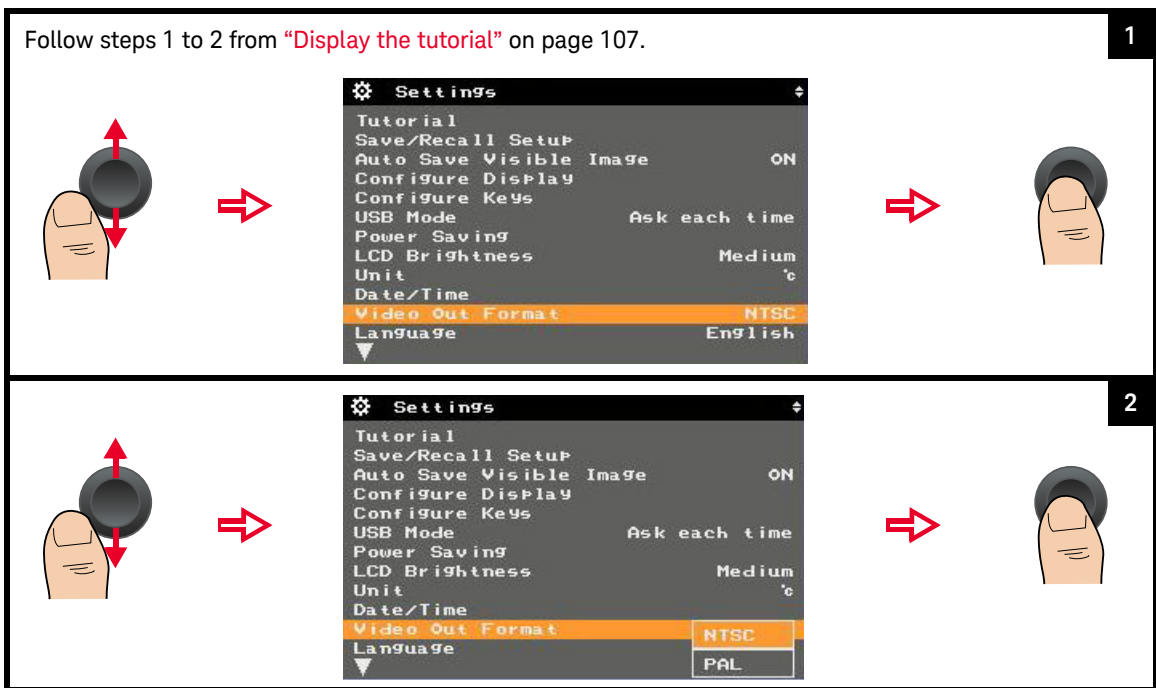 Follow steps 1 to 2 from “Display the tutorial” on page 107.
1
Settings
Tutorial
Save/Recall Setup
Auto Save Visible Image ON
Configure Display
Configure Keys
USB Mode Ask each time
Power Saving
LCD Brightness Medium
Unit °c
Date/Time
Video Out Format NTSC
Language English
2
Settings
Tutorial
Save/Recall Setup
Auto Save Visible Image ON
Configure Display
Configure Keys
USB Mode Ask each time
Power Saving
LCD Brightness Medium
Unit °c
Date/Time
Video Out Format NTSC
Language
PAL